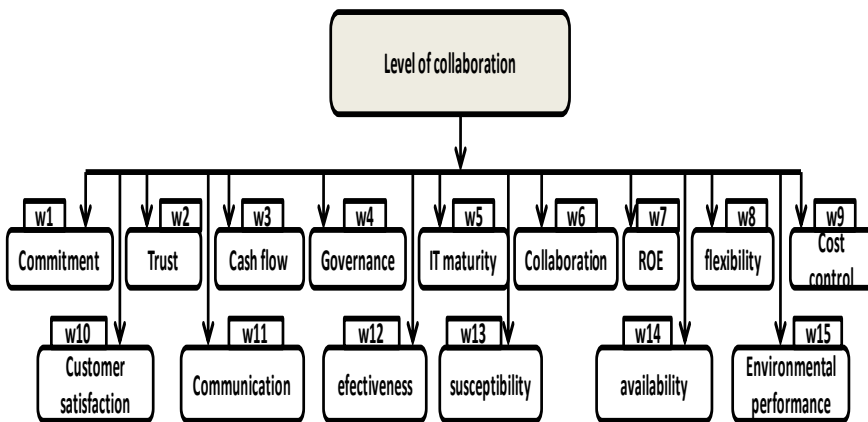 Level of collaboration
w1 w2 w3 w4 w5 w6 w7 w8 w9
Commitment Trust Cash flow Governance IT maturity Collaboration ROE flexibility Cost
control
w10 w11 w12 w13 w14 w15
Customer
satisfaction Communication efectiveness susceptibility availability Environmental
performance